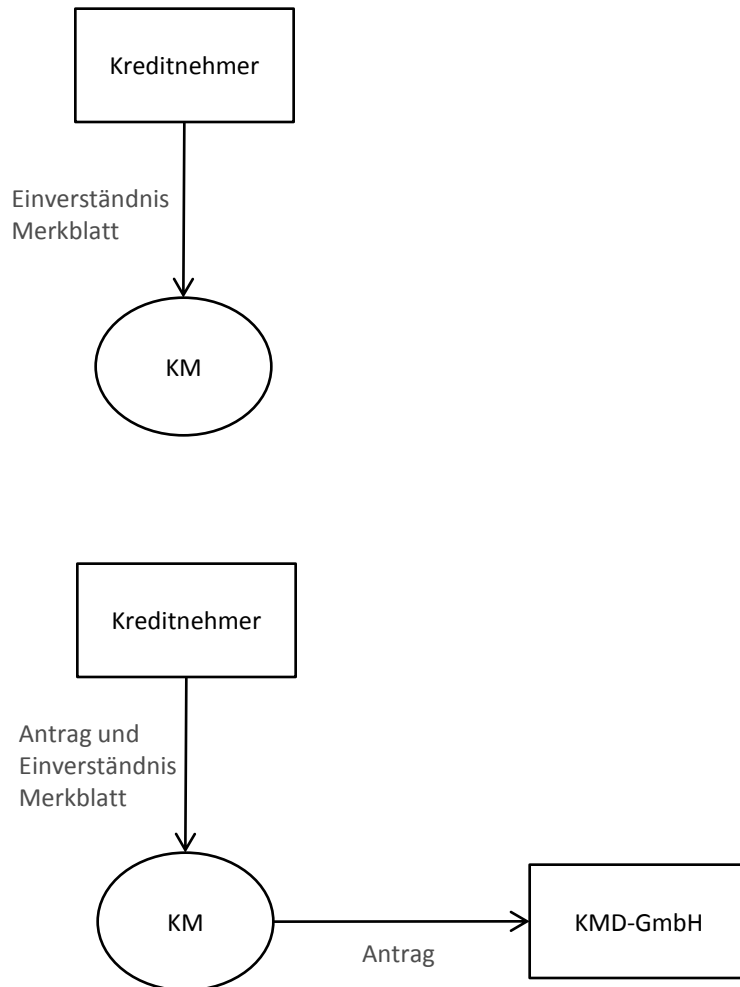 Kreditnehmer
Einverständnis
Merkblatt
KM
Kreditnehmer
Antrag und
Einverständnis
Merkblatt
KM
KMD-GmbH
Antrag